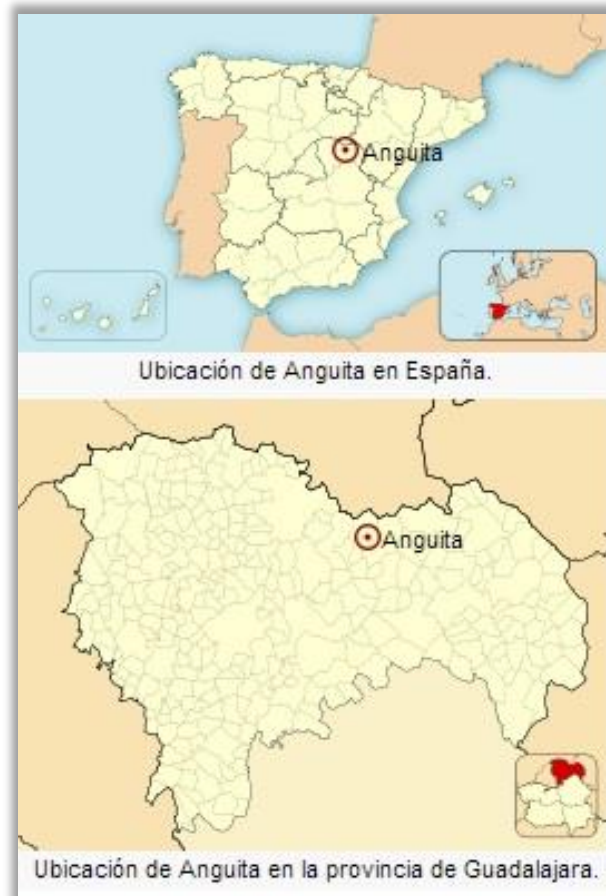 Anguita
Ubicación de Anguita en España.
Anguita
Ubicación de Anguita en la provincia de Guadalajara.